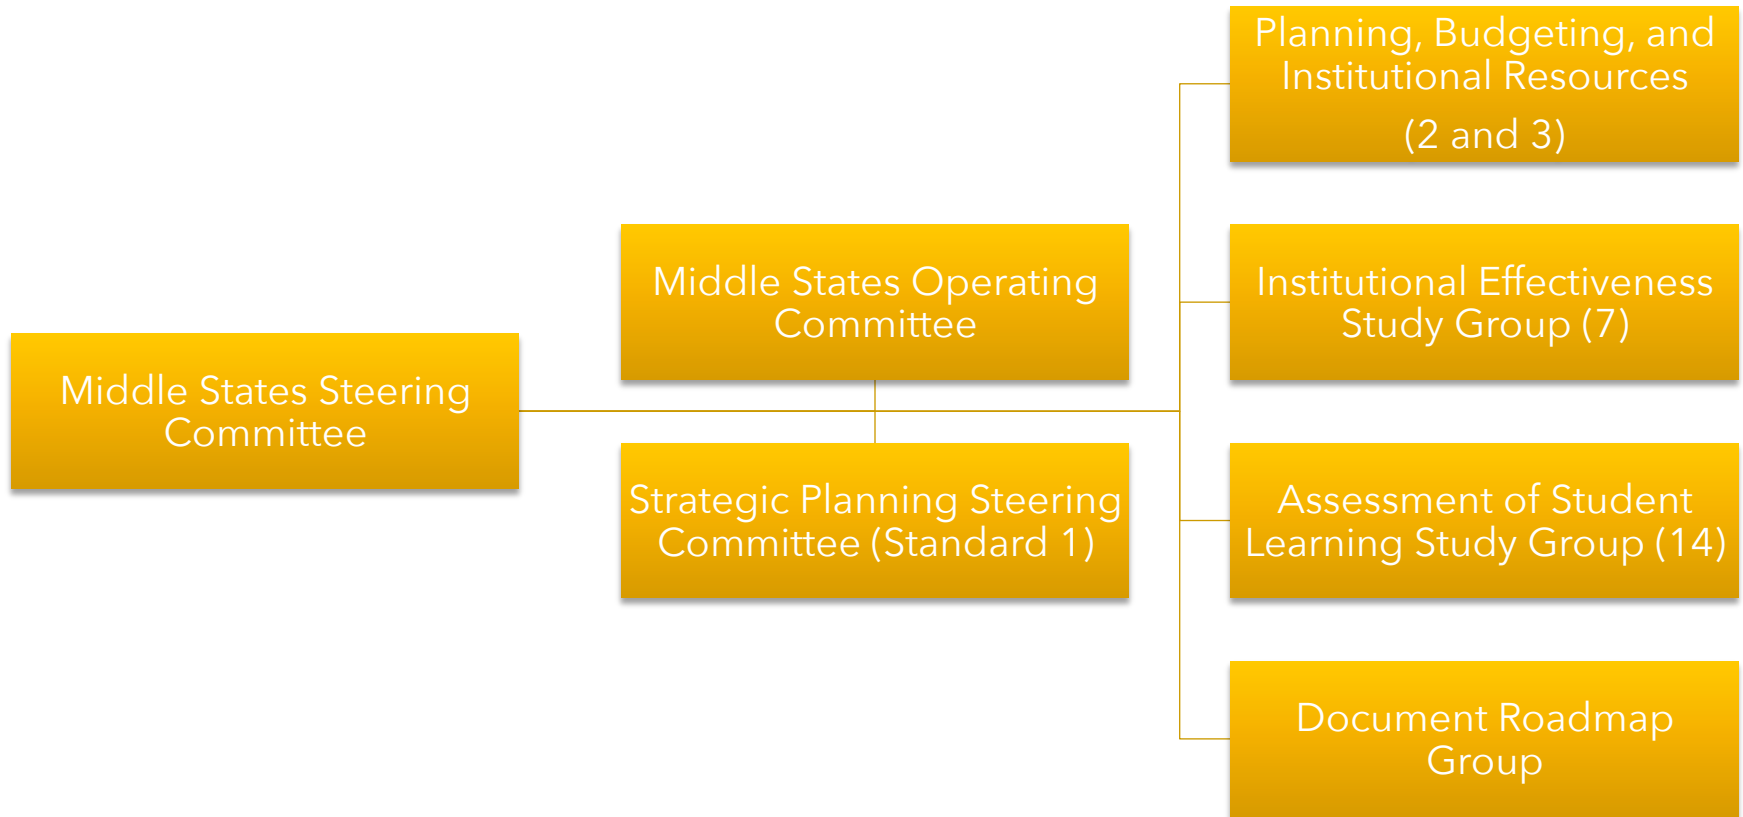 Middle States Steering
Committee
Middle States Operating
Committee
Strategic Planning Steering
Committee (Standard 1)
Planning, Budgeting, and
Institutional Resources
(2 and 3)
Institutional Effectiveness
Study Group (7)
Assessment of Student
Learning Study Group (14)
Document Roadmap
Group